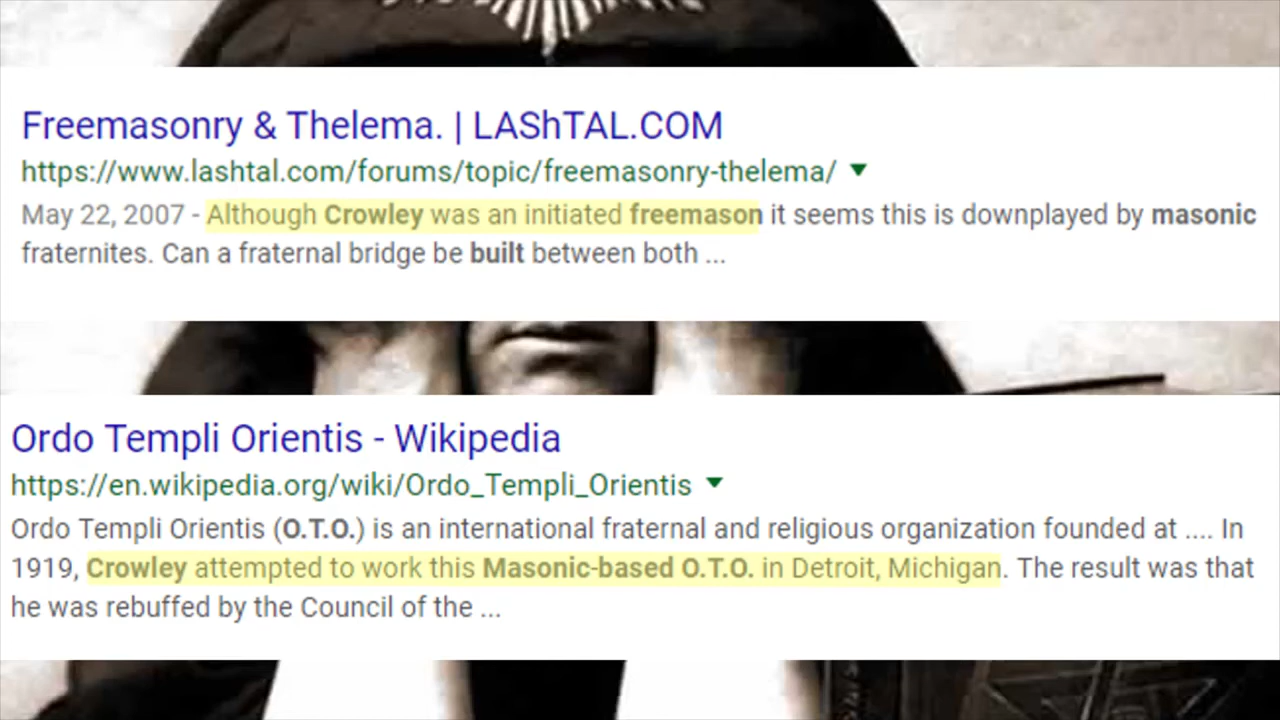 Freemasonry & Thelema. | LAShTAL.COM
https://www.lashtal.com/forums/topic/freemasonry-thelema/
May 22, 2007 - Although Crowley was an initiated freemason it seems this is downplayed by masonic
fraternites. Can a fraternal bridge be built between both ...
Ordo Templi Orientis - Wikipedia
https://en.wikipedia.org/wiki/Ordo_Templi_Orientis
Ordo Templi Orientis (O.T.O.) is an international fraternal and religious organization founded at .... In
1919, Crowley attempted to work this Masonic-based O.T.O. in Detroit, Michigan. The result was that
he was rebuffed by the Council of the ...